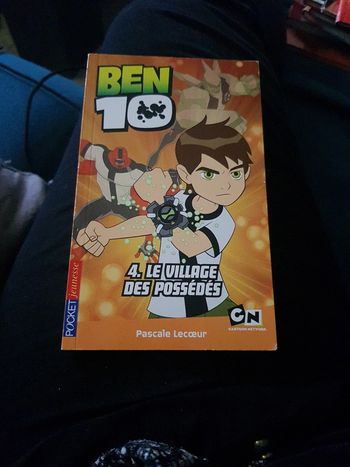 BEN
10
4. LE VILLAGE
DES POSSÉDÉS
POCKET jeunesse
Pascale Lecœur
CN
CARTOON NETWORK